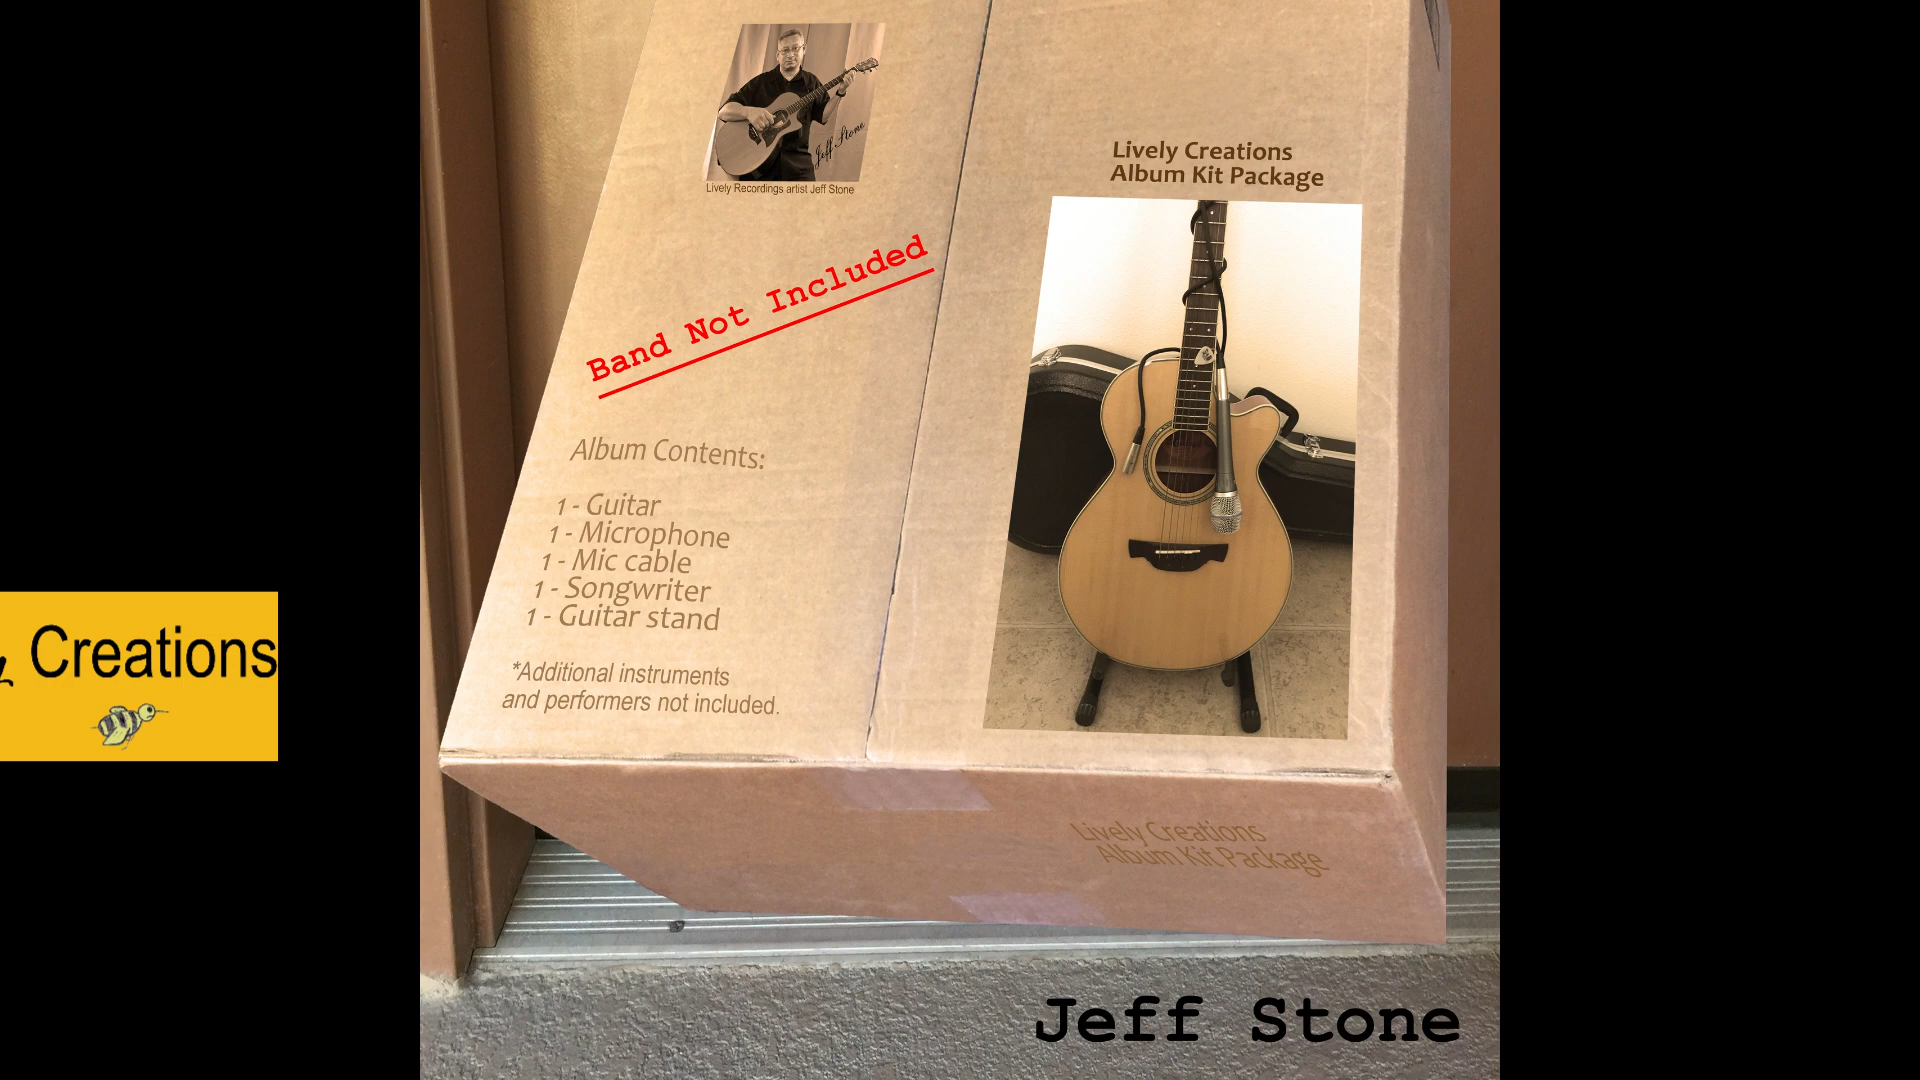 Jeff Stone
Lively Recordings artist Jeff Stone
Band Not Included
Album Contents:
1 - Guitar
1 - Microphone
1 - Mic cable
1 - Songwriter
1 - Guitar stand
*Additional instruments
and performers not included.
Lively Creations
Album Kit Package
Lively Creations
Album Kit Package
Creations
Jeff Stone